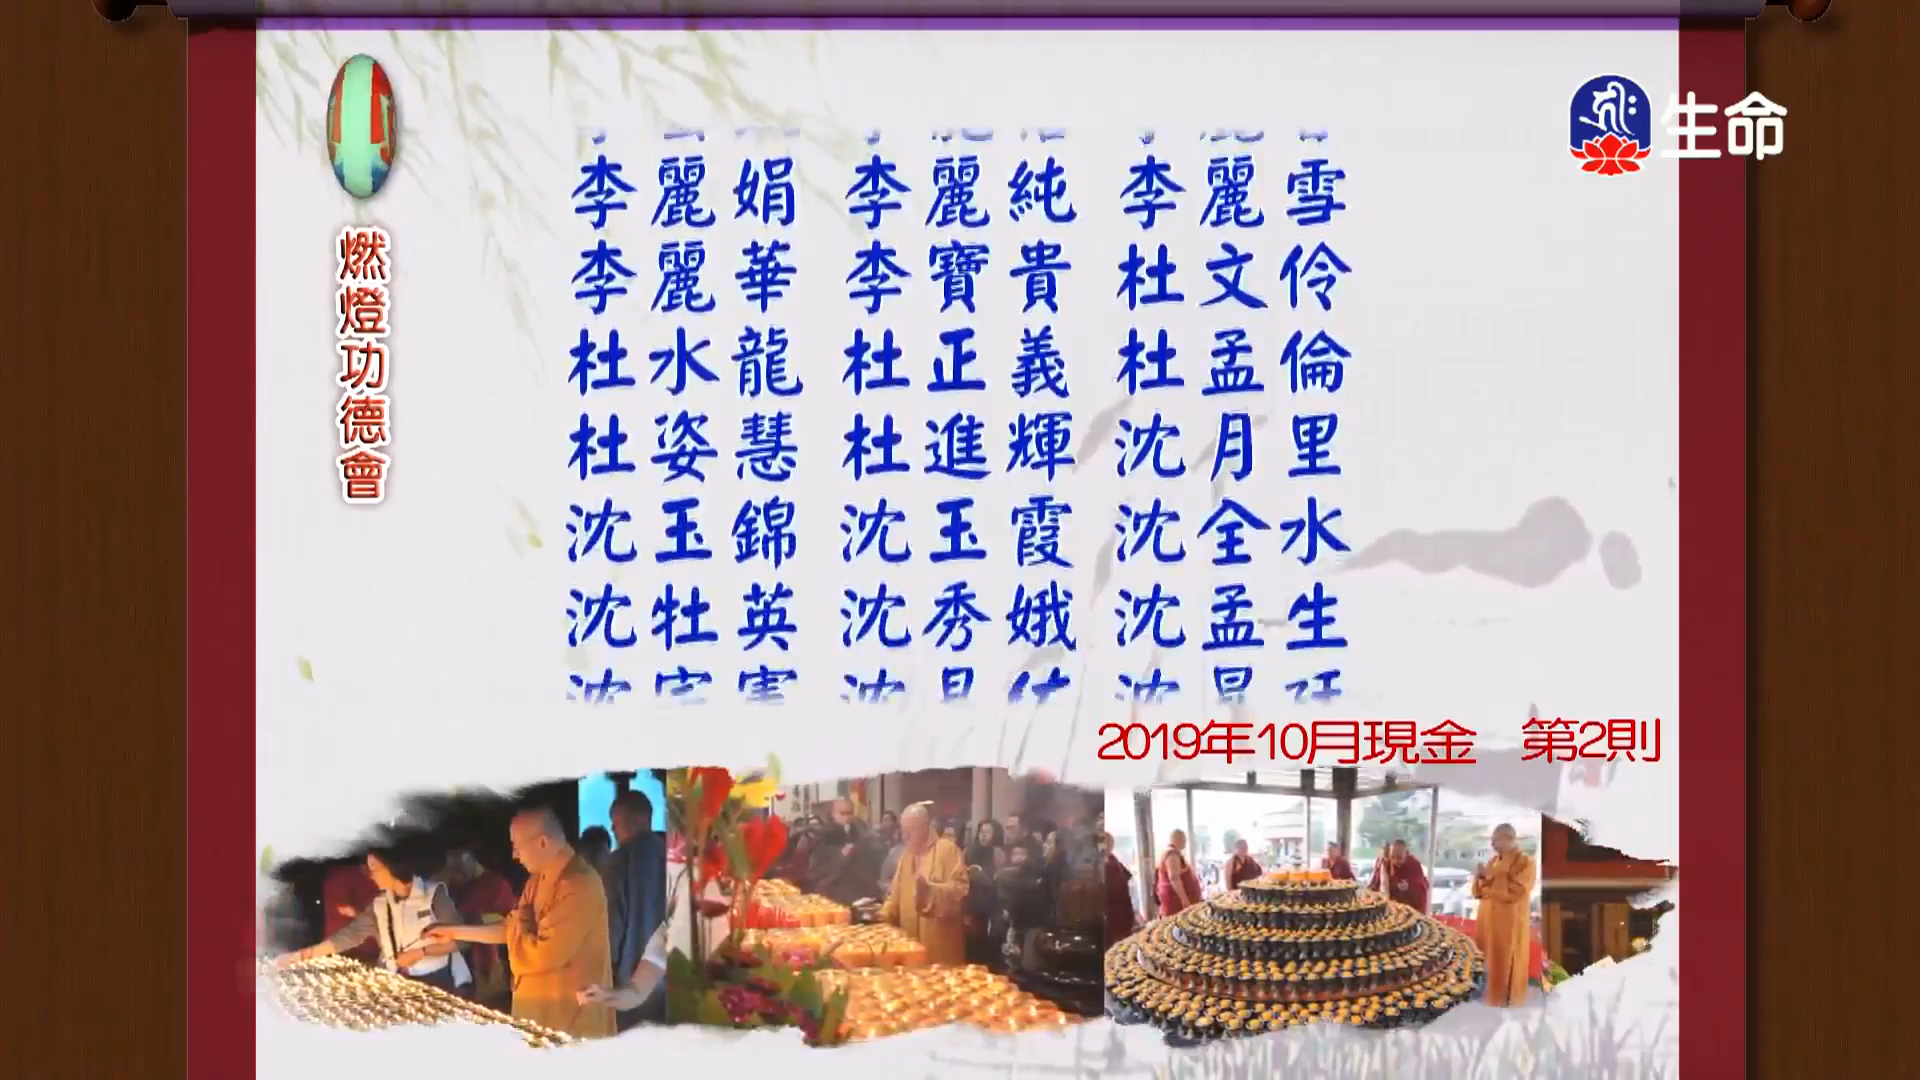 生命
燃燈功德會
李麗娟 李麗純 李麗雪
李麗華 李寶貴 杜文伶
杜水龍 杜正義 杜孟倫
杜姿慧 杜進輝 沈月里
沈玉錦 沈玉霞 沈全水
沈牡英 沈秀娥 沈孟生
2019年10月現金 第2則